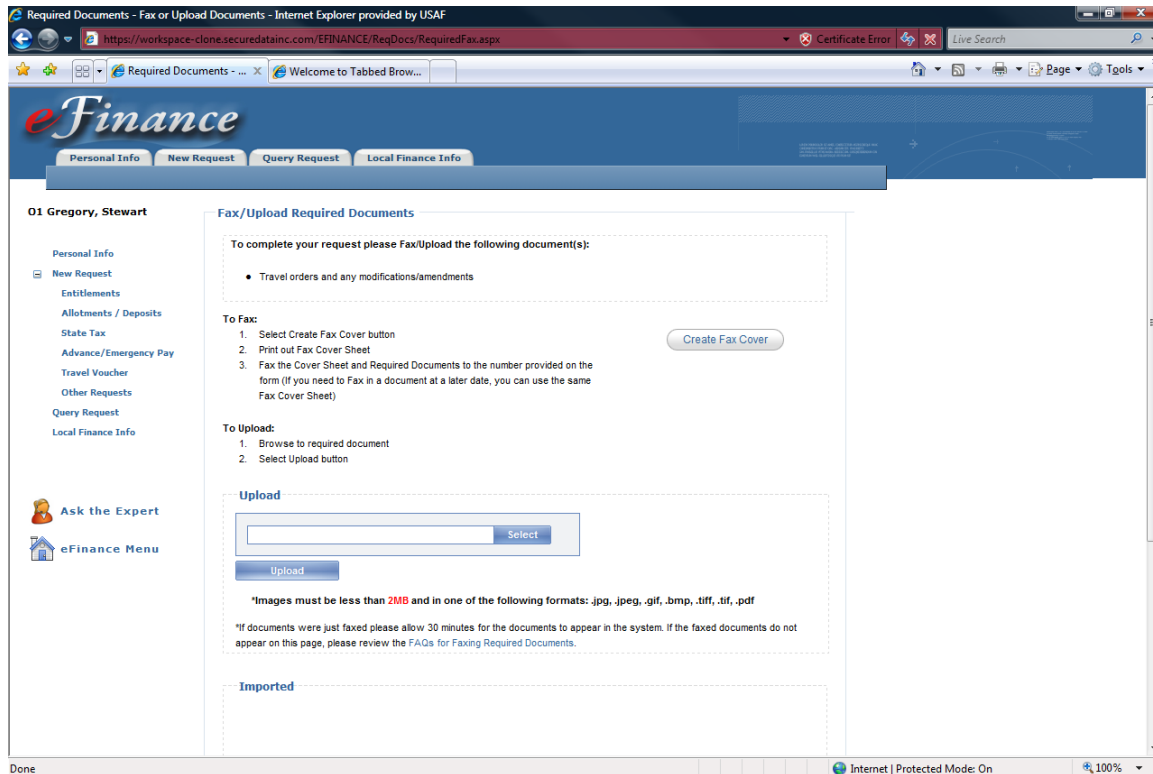 Required Documents - Fax or Upload Documents - Internet Explorer provided by USAF
https://workspace-clone.securedatainc.com/EFINANCE/ReqDocs/RequiredFax.aspx
Certificate Error
Live Search
Required Documents - ...
X
Welcome to Tabbed Brow...
Page
Tools
eFinance
Personal Info
New Request
Query Request
Local Finance Info
01 Gregory, Stewart
Personal Info
New Request
Entitlements
Allotments / Deposits
State Tax
Advance/Emergency Pay
Travel Voucher
Other Requests
Query Request
Local Finance Info
Ask the Expert
eFinance Menu
Fax/Upload Required Documents
To complete your request please Fax/Upload the following document(s):
• Travel orders and any modifications/amendments
To Fax:
1. Select Create Fax Cover button
2. Print out Fax Cover Sheet
3. Fax the Cover Sheet and Required Documents to the number provided on the
form (If you need to Fax in a document at a later date, you can use the same
Fax Cover Sheet)
Create Fax Cover
To Upload:
1. Browse to required document
2. Select Upload button
Upload
Select
Upload
*Images must be less than 2MB and in one of the following formats: .jpg, .jpeg, .gif, .bmp, .tiff, .tif, .pdf
*If documents were just faxed please allow 30 minutes for the documents to appear in the system. If the faxed documents do not
appear on this page, please review the FAQs for Faxing Required Documents.
Imported
Done
Internet | Protected Mode: On
100%